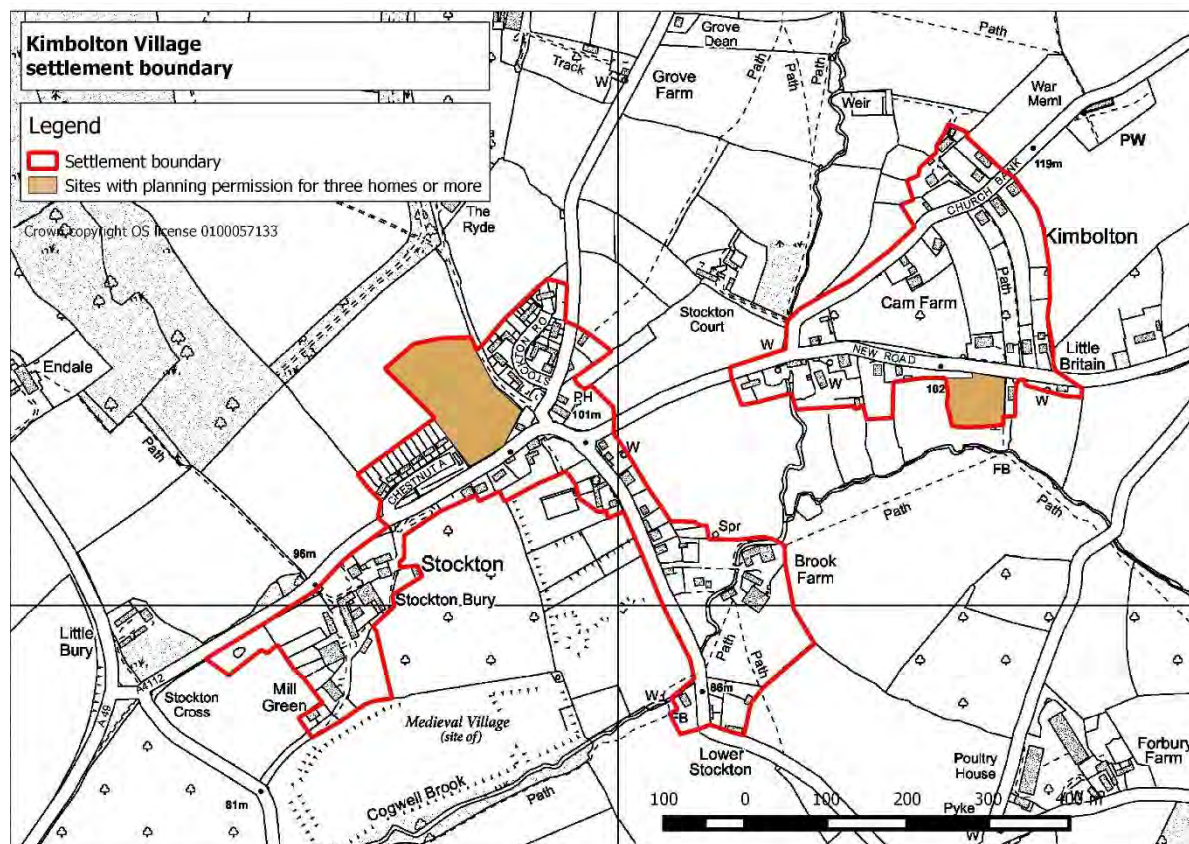 Kimbolton Village
settlement boundary
Legend
Settlement boundary
Sites with planning permission for three homes or more
Crown copyright OS license 0100057133
Grove
Dean
Track
W
Grove
Farm
Path
Path
Path
Weir
War
Meml
PW
119m
CHURCH BANK
Kimbolton
The
Ryde
Stockton
Court
Cam Farm
Path
W
NEW ROAD
Little
Britain
W
102
W
Endale
Path
STOCKTON RO
PH
101m
W
CHESTNUT A
FB
Path
Path
Spr
Brook
Farm
96m
Stockton
Stockton Bury
Little
Bury
Path
Path
A4112
Stockton
Cross
A 49
Mill
Green
W
86m
FB
Medieval Village
(site of)
Lower
Stockton
Poultry
House
Forbury
Farm
81m
Cogwell Brook
Path
W
Pyke
W
100 0 100 200 300 400 m